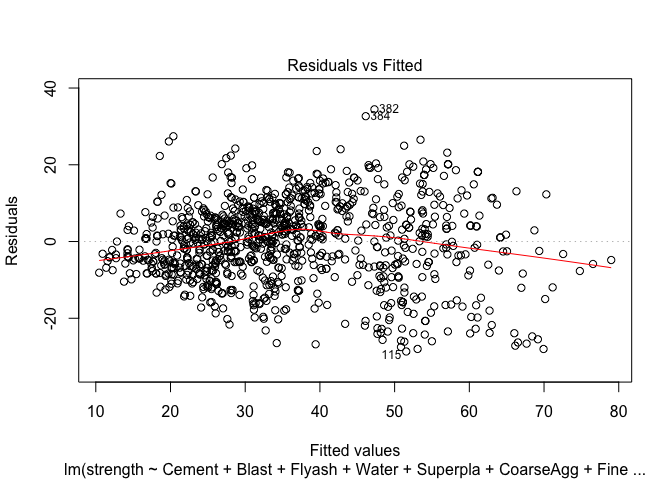 Residuals vs Fitted
Residuals
40
20
0
-20
382
384
115
10 20 30 40 50 60 70 80
Fitted values
lm(strength ~ Cement + Blast + Flyash + Water + Superpla + CoarseAgg + Fine ...